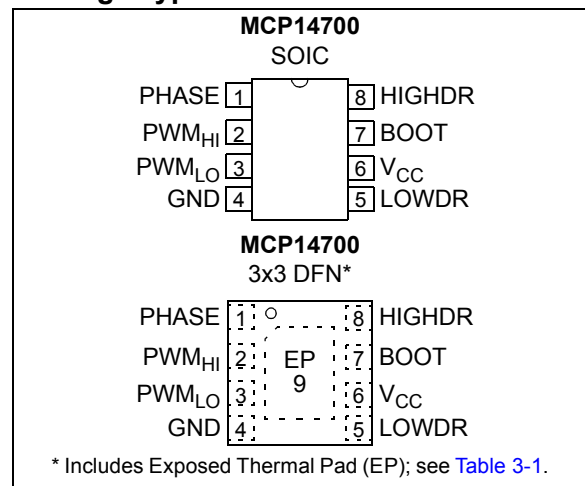 MCP14700
SOIC
PHASE 1 8 HIGHDR
PWMHI 2 7 BOOT
PWMLO 3 6 VCC
GND 4 5 LOWDR
MCP14700
3x3 DFN*
PHASE 1 8 HIGHDR
PWMHI 2 EP 7 BOOT
9
PWMLO 3 6 VCC
GND 4 5 LOWDR
* Includes Exposed Thermal Pad (EP); see Table 3-1.